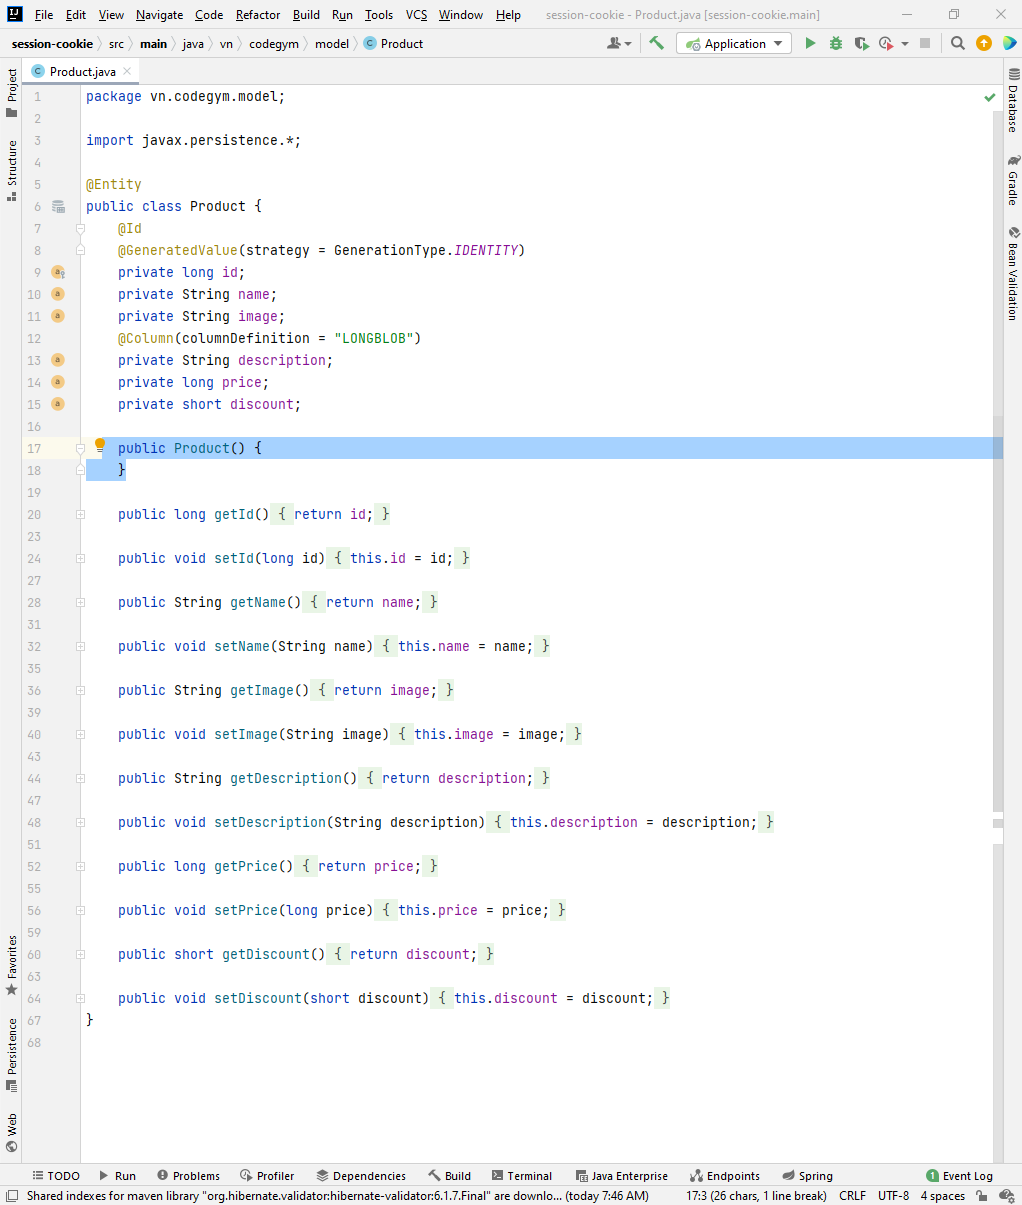 File Edit View Navigate Code Refactor Build Run Tools VCS Window Help session-cookie - Product.java [session-cookie.main]
session-cookie src main java vn codegym model C Product Application
Project
Structure
Favorites
Persistence
Web
C Product.java
1 package vn.codegym.model;
2
3 import javax.persistence.*;
4
5 @Entity
6 public class Product {
7 @Id
8 @GeneratedValue(strategy = GenerationType.IDENTITY)
9 private long id;
10 private String name;
11 private String image;
12 @Column(columnDefinition = "LONGBLOB")
13 private String description;
14 private long price;
15 private short discount;
16
17 public Product() {
18 }
19
20 public long getId() { return id; }
23
24 public void setId(long id) { this.id = id; }
27
28 public String getName() { return name; }
31
32 public void setName(String name) { this.name = name; }
35
36 public String getImage() { return image; }
39
40 public void setImage(String image) { this.image = image; }
43
44 public String getDescription() { return description; }
47
48 public void setDescription(String description) { this.description = description; }
51
52 public long getPrice() { return price; }
55
56 public void setPrice(long price) { this.price = price; }
59
60 public short getDiscount() { return discount; }
63
64 public void setDiscount(short discount) { this.discount = discount; }
67 }
68
Database
Gradle
Bean Validation
TODO Run Problems Profiler Dependencies Build Terminal Java Enterprise Endpoints Spring 1 Event Log
Shared indexes for maven library "org.hibernate.validator:hibernate-validator:6.1.7.Final" are downlo... (today 7:46 AM) 17:3 (26 chars, 1 line break) CRLF UTF-8 4 spaces